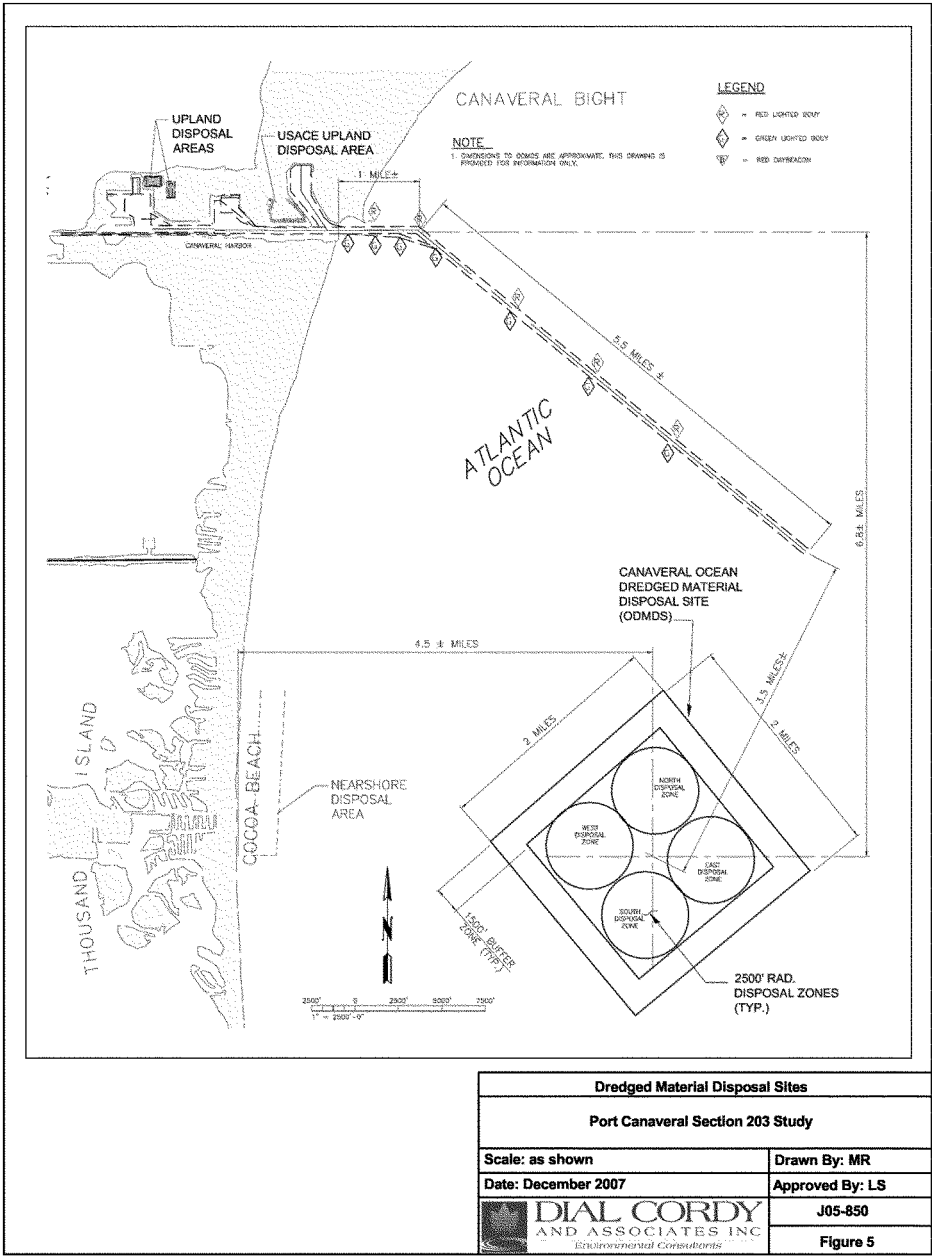 CANAVERAL BIGHT
LEGEND
= RED LIGHTED BUOY
= GREEN LIGHTED BUOY
= RED DAYBEACON
NOTE
1. DIMENSIONS TO ODMDS ARE APPROXIMATE, THIS DRAWING IS
PROVIDED FOR INFORMATION ONLY.
UPLAND
DISPOSAL
AREAS
USACE UPLAND
DISPOSAL AREA
1 MILE±
CANAVERAL HARBOR
5.5 MILES ±
ATLANTIC
OCEAN
6.8± MILES
CANAVERAL OCEAN
DREDGED MATERIAL
DISPOSAL SITE
(ODMDS)
4.5 ± MILES
3.5 MILES±
2 MILES
2 MILES
THOUSAND ISLAND
COCOA BEACH
NEARSHORE
DISPOSAL
AREA
NORTH
DISPOSAL
ZONE
WEST
DISPOSAL
ZONE
EAST
DISPOSAL
ZONE
SOUTH
DISPOSAL
ZONE
1500' BUFFER
ZONE (TYP.)
N
2500' RAD.
DISPOSAL ZONES
(TYP.)
2500' 0 2500' 5000' 7500'
1" = 2500'-0"
Dredged Material Disposal Sites
Port Canaveral Section 203 Study
Scale: as shown
Drawn By: MR
Date: December 2007
Approved By: LS
DIAL CORDY
AND ASSOCIATES INC
Environmental Consultants
J05-850
Figure 5